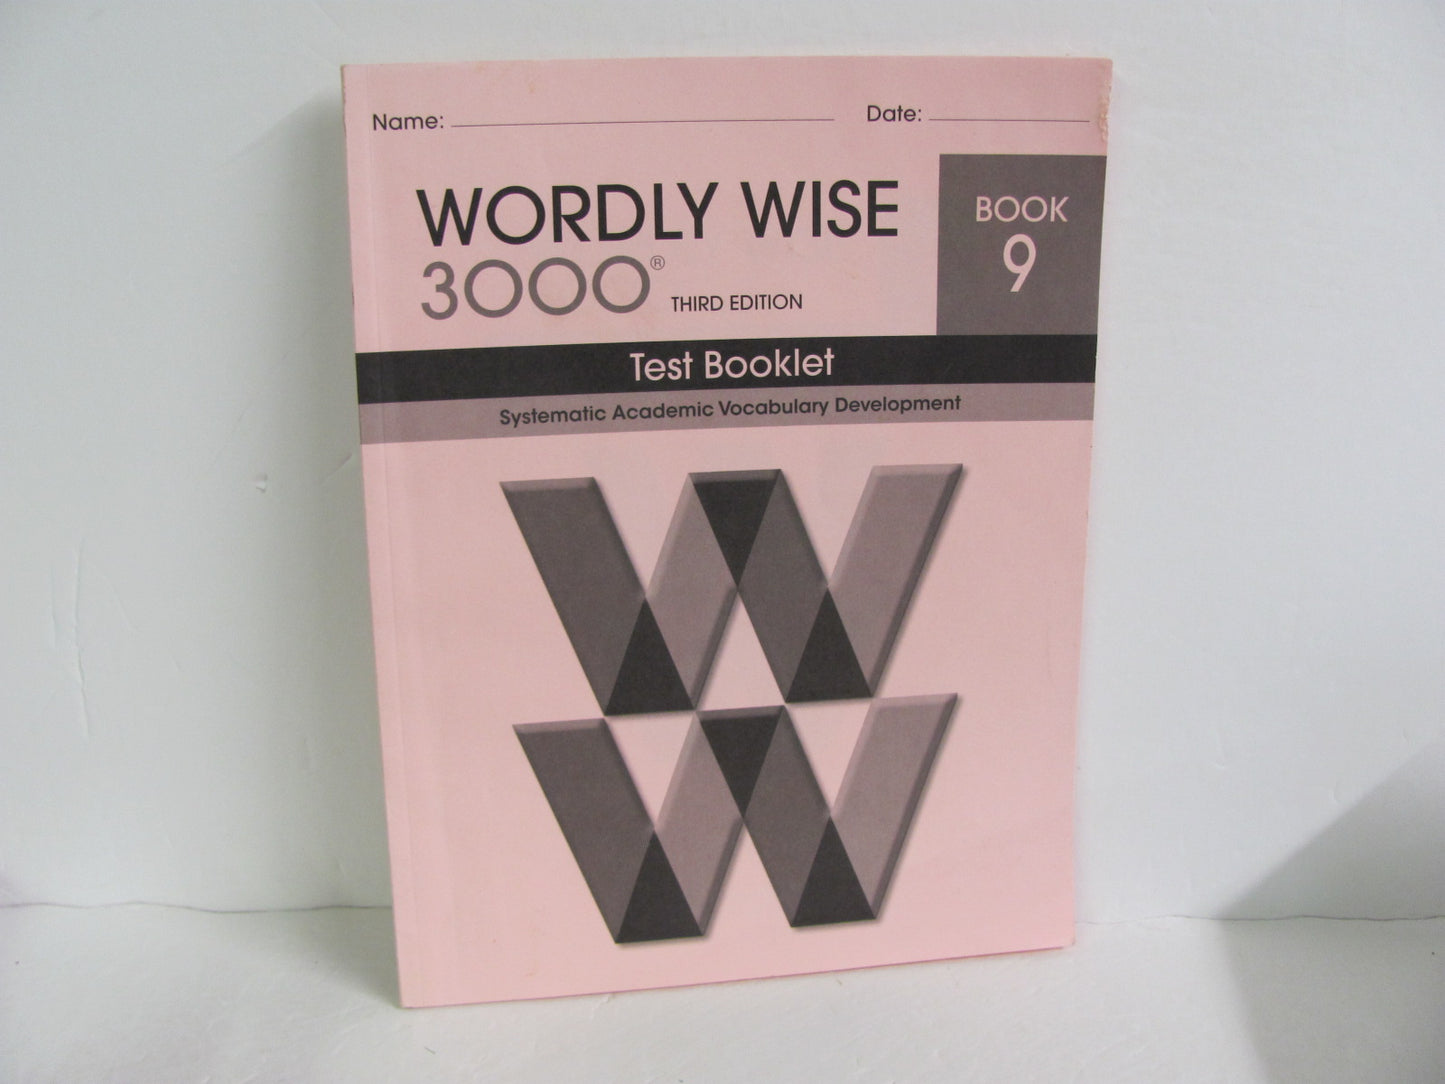 Name: Date:
WORDLY WISE
3000® THIRD EDITION
BOOK
9
Test Booklet
Systematic Academic Vocabulary Development